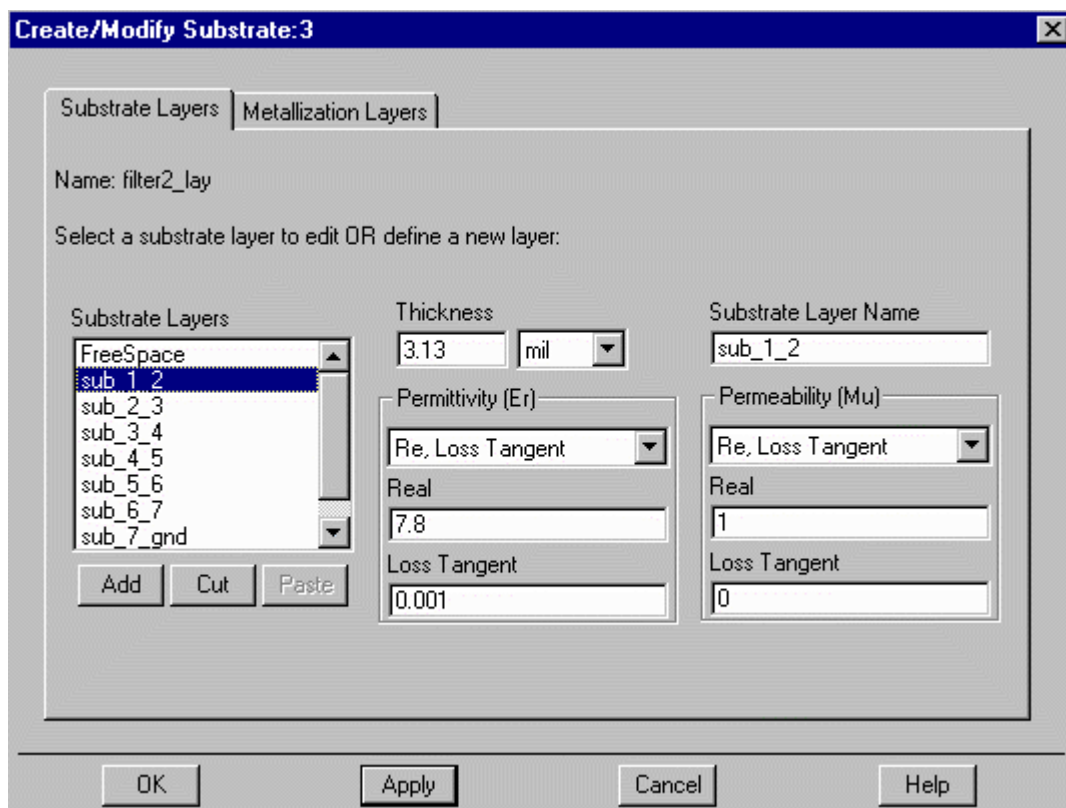 Create/Modify Substrate:3
Substrate Layers
Metallization Layers
Name: filter2_lay
Select a substrate layer to edit OR define a new layer:
Substrate Layers
FreeSpace
sub_1_2
sub_2_3
sub_3_4
sub_4_5
sub_5_6
sub_6_7
sub_7_gnd
Add
Cut
Paste
Thickness
3.13
mil
Permittivity (Er)
Re, Loss Tangent
Real
7.8
Loss Tangent
0.001
Substrate Layer Name
sub_1_2
Permeability (Mu)
Re, Loss Tangent
Real
1
Loss Tangent
0
OK
Apply
Cancel
Help